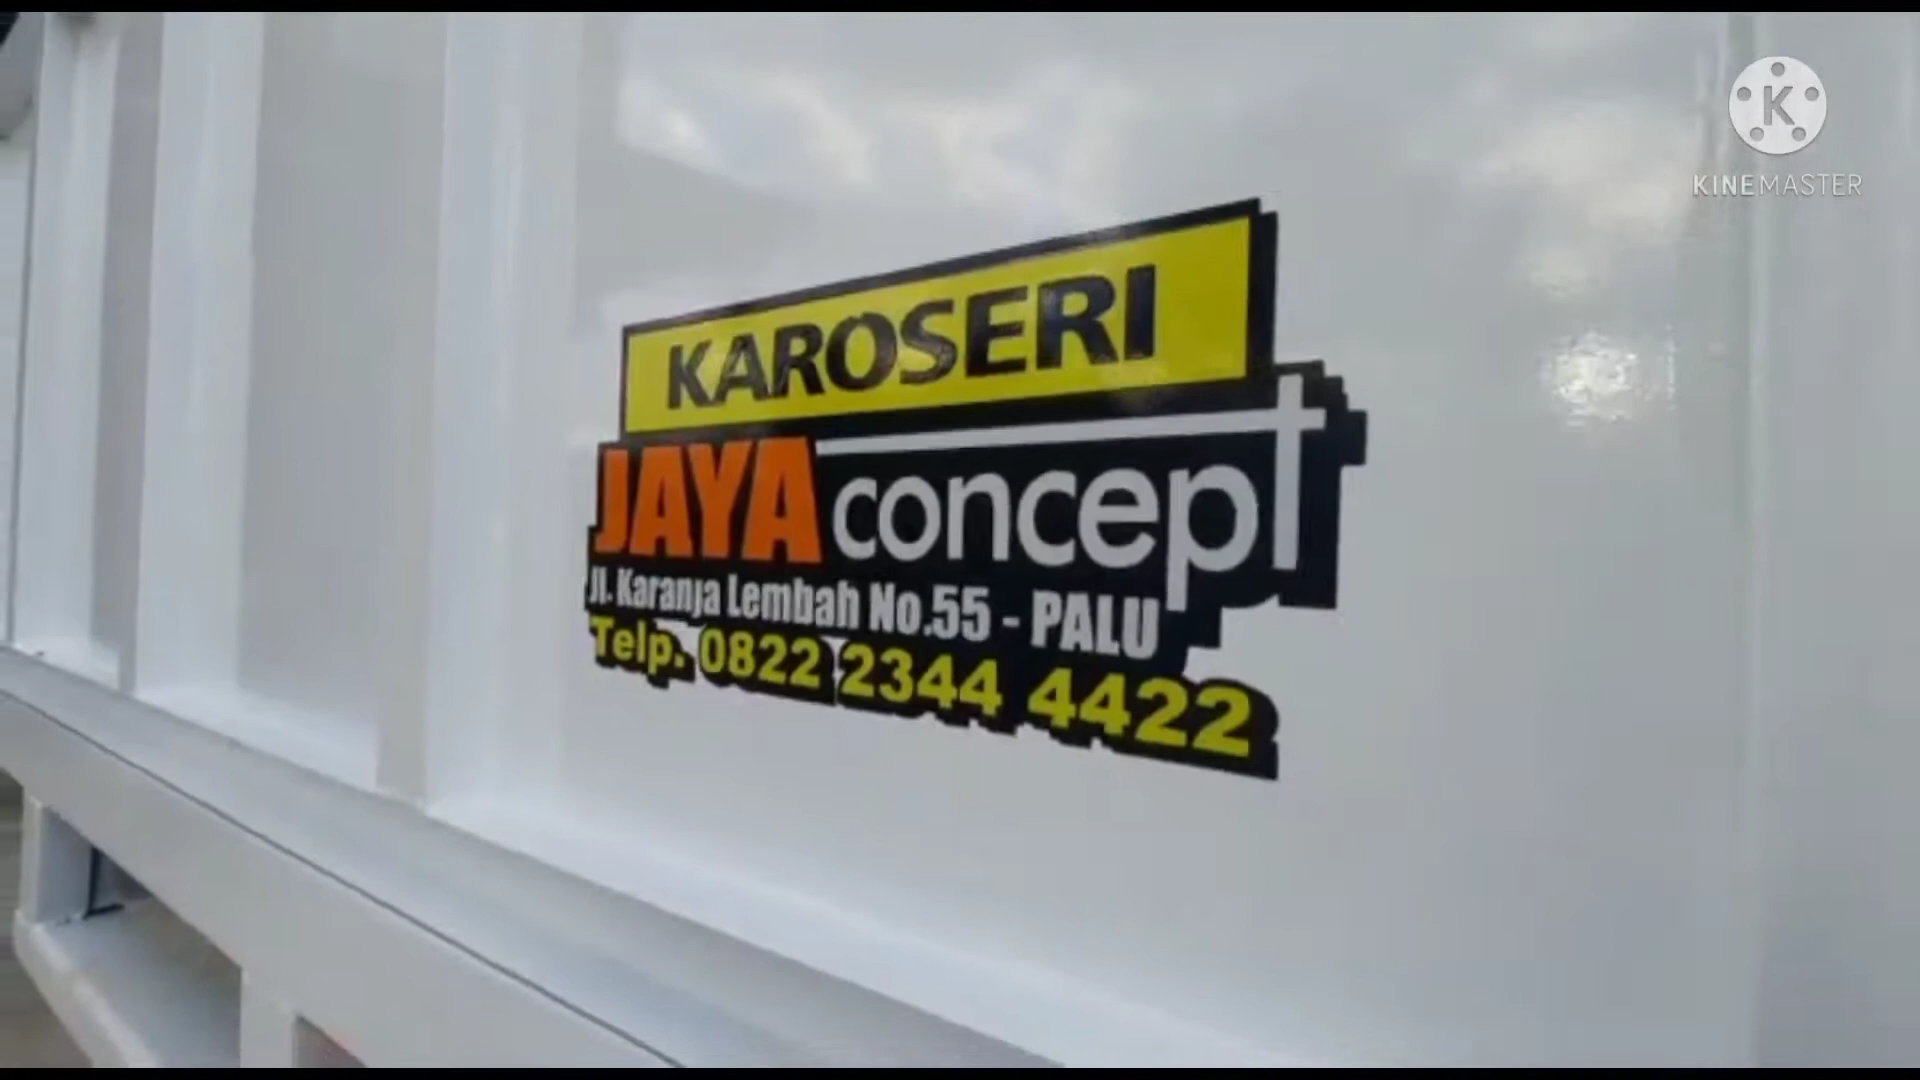 K
KINEMASTER
KAROSERI
JAYA concept
Jl. Karanja Lembah No.55 - PALU
Telp. 0822 2344 4422